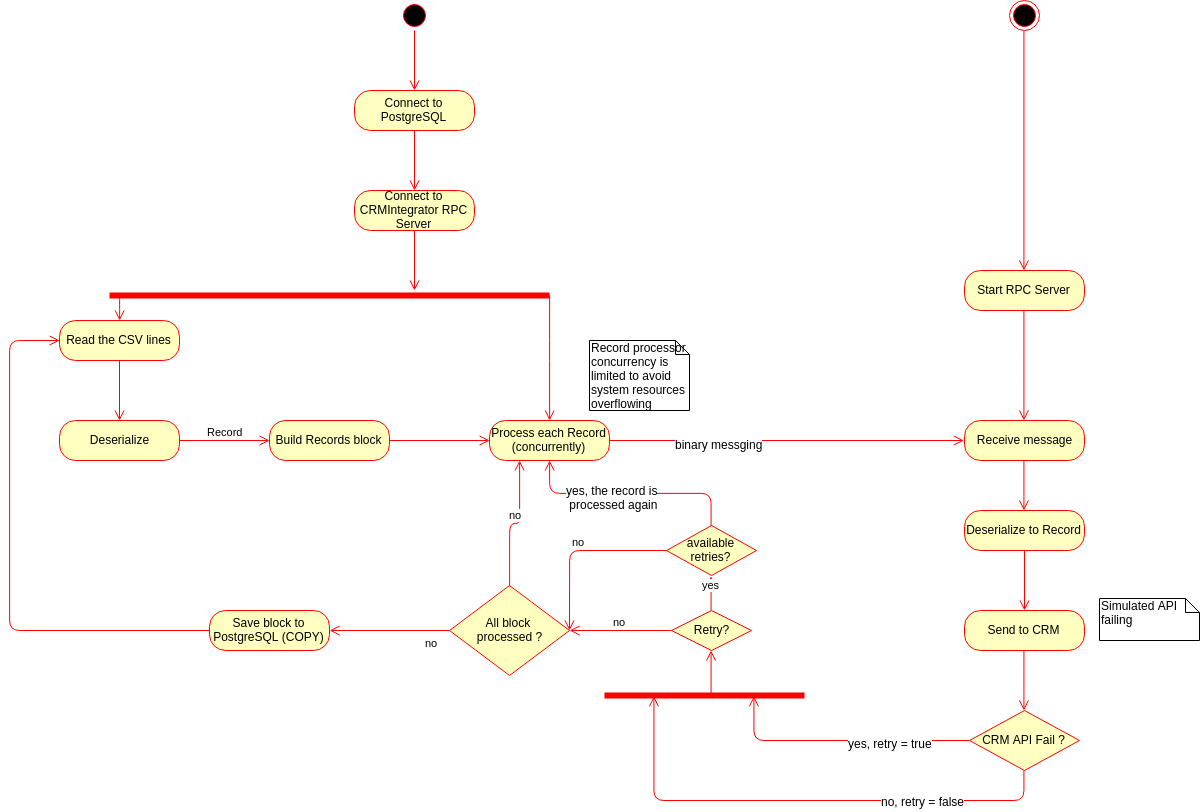 Connect to
PostgreSQL
Connect to
CRMIntegrator RPC
Server
Start RPC Server
Read the CSV lines
Record processor
concurrency is
limited to avoid
system resources
overflowing
Deserialize
Record
Build Records block
Process each Record
(concurrently)
binary messging
Receive message
yes, the record is
processed again
no
Deserialize to Record
no
available
retries?
yes
Save block to
PostgreSQL (COPY)
no
All block
processed ?
no
Retry?
Send to CRM
Simulated API
failing
yes, retry = true
CRM API Fail ?
no, retry = false